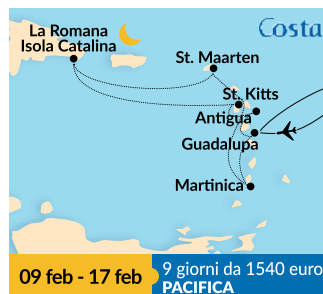 La Romana
Isola Catalina
Costa
St. Maarten
St. Kitts
Antigua
Guadalupa
Martinica
09 feb - 17 feb
9 giorni da 1540 euro
PACIFICA